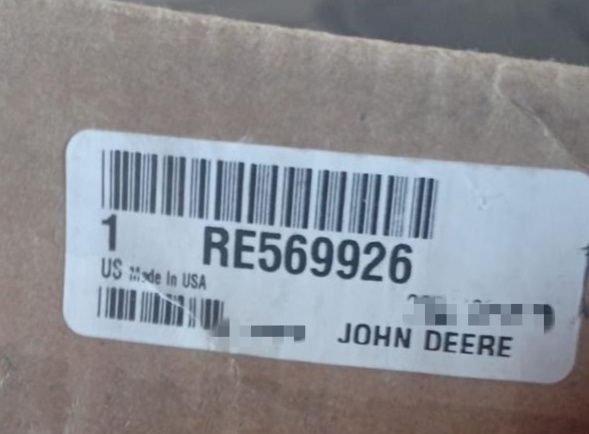 1 RE569926
US Made In USA
JOHN DEERE